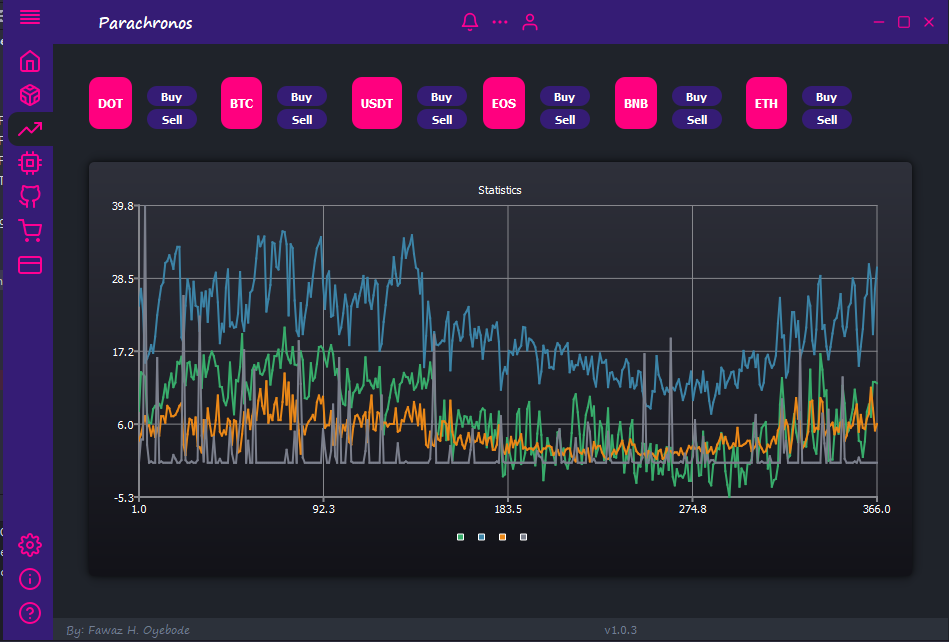 Parachronos
DOT Buy BTC Buy USDT Buy EOS Buy BNB Buy ETH Buy
Sell Sell Sell Sell Sell Sell
Statistics
39.8
28.5
17.2
6.0
-5.3
1.0 92.3 183.5 274.8 366.0
By: Fawaz H. Oyebode v1.0.3